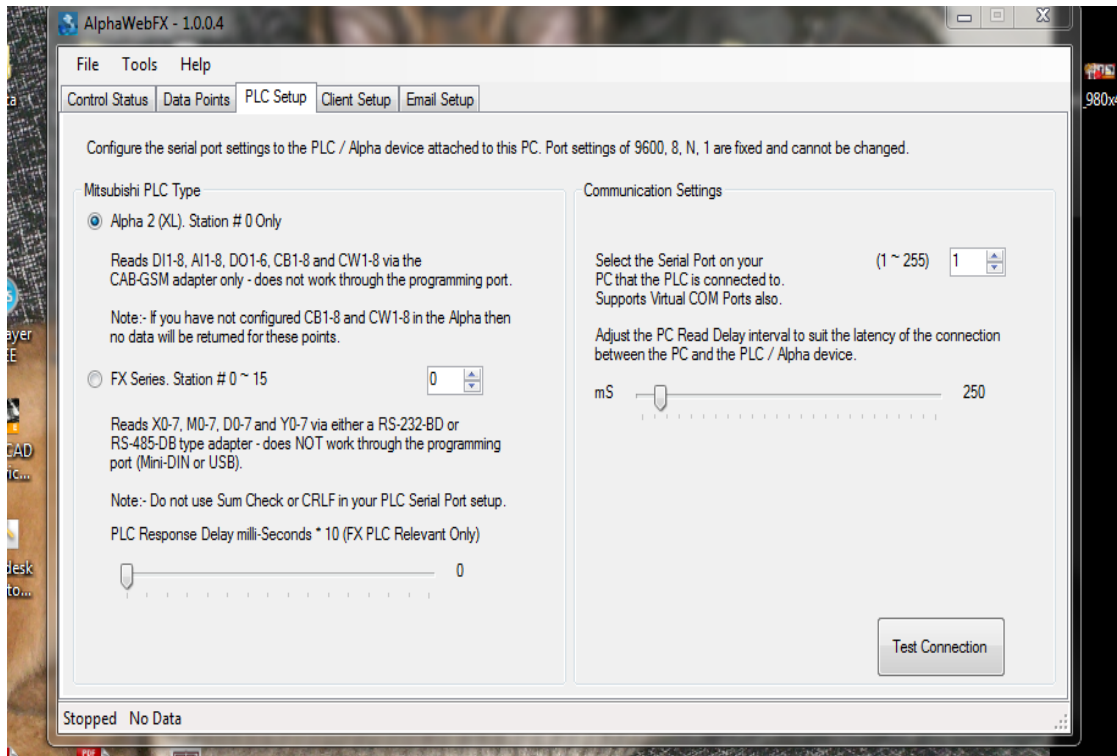 AlphaWebFX - 1.0.0.4
File Tools Help
Control Status Data Points PLC Setup Client Setup Email Setup
Configure the serial port settings to the PLC / Alpha device attached to this PC. Port settings of 9600, 8, N, 1 are fixed and cannot be changed.
Mitsubishi PLC Type
Alpha 2 (XL). Station # 0 Only
Reads DI1-8, AI1-8, DO1-6, CB1-8 and CW1-8 via the
CAB-GSM adapter only - does not work through the programming port.
Note:- If you have not configured CB1-8 and CW1-8 in the Alpha then
no data will be returned for these points.
FX Series. Station # 0 ~ 15 0
Reads X0-7, M0-7, D0-7 and Y0-7 via either a RS-232-BD or
RS-485-DB type adapter - does NOT work through the programming
port (Mini-DIN or USB).
Note:- Do not use Sum Check or CRLF in your PLC Serial Port setup.
PLC Response Delay milli-Seconds * 10 (FX PLC Relevant Only)
0
Communication Settings
Select the Serial Port on your (1 ~ 255) 1
PC that the PLC is connected to.
Supports Virtual COM Ports also.
Adjust the PC Read Delay interval to suit the latency of the connection
between the PC and the PLC / Alpha device.
mS 250
Test Connection
Stopped No Data
_980x4
ayer
EE
CAD
ric...
desk
to...
PDF